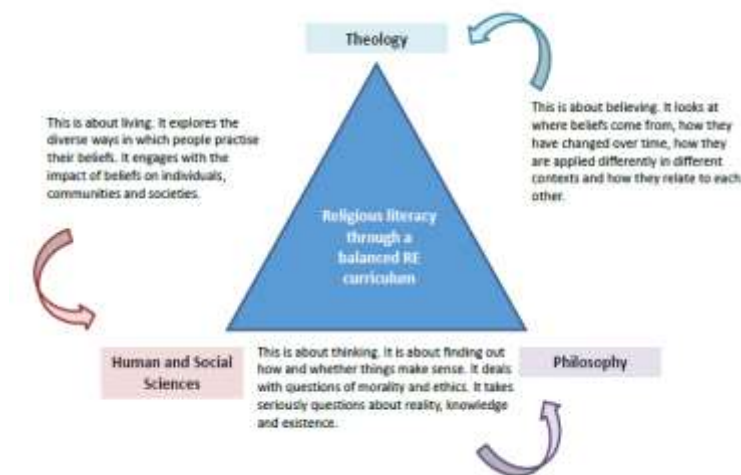 Theology
This is about living. It explores the
diverse ways in which people practise
their beliefs. It engages with the
impact of beliefs on individuals,
communities and societies.
This is about believing. It looks at
where beliefs come from, how they
have changed over time, how they
are applied differently in different
contexts and how they relate to each
other.
Religious literacy
through a
balanced RE
curriculum
Human and Social
Sciences
This is about thinking. It is about finding out
how and whether things make sense. It deals
with questions of morality and ethics. It takes
seriously questions about reality, knowledge
and existence.
Philosophy